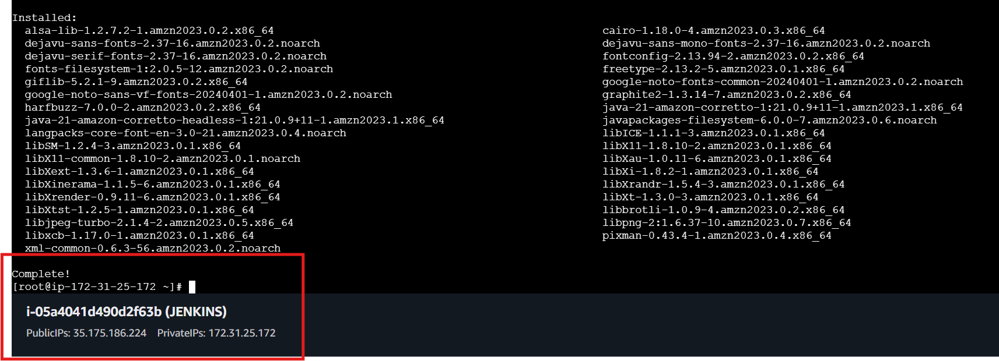 Installed:
alsa-lib-1.2.7.2-1.amzn2023.0.2.x86_64 cairo-1.18.0-4.amzn2023.0.3.x86_64
dejavu-sans-fonts-2.37-16.amzn2023.0.2.noarch dejavu-sans-mono-fonts-2.37-16.amzn2023.0.2.noarch
dejavu-serif-fonts-2.37-16.amzn2023.0.2.noarch fontconfig-2.13.94-2.amzn2023.0.2.x86_64
fonts-filesystem-1:2.0.5-12.amzn2023.0.2.noarch freetype-2.13.2-5.amzn2023.0.1.x86_64
giflib-5.2.1-9.amzn2023.0.2.x86_64 google-noto-fonts-common-20240401-1.amzn2023.0.2.noarch
google-noto-sans-vf-fonts-20240401-1.amzn2023.0.2.noarch graphite2-1.3.14-7.amzn2023.0.2.x86_64
harfbuzz-7.0.0-2.amzn2023.0.2.x86_64 java-21-amazon-corretto-1:21.0.9+11-1.amzn2023.1.x86_64
java-21-amazon-corretto-headless-1:21.0.9+11-1.amzn2023.1.x86_64 javapackages-filesystem-6.0.0-7.amzn2023.0.6.noarch
langpacks-core-font-en-3.0-21.amzn2023.0.4.noarch libICE-1.1.1-3.amzn2023.0.1.x86_64
libSM-1.2.4-3.amzn2023.0.1.x86_64 libX11-1.8.10-2.amzn2023.0.1.x86_64
libX11-common-1.8.10-2.amzn2023.0.1.noarch libXau-1.0.11-6.amzn2023.0.1.x86_64
libXext-1.3.6-1.amzn2023.0.1.x86_64 libXi-1.8.2-1.amzn2023.0.1.x86_64
libXinerama-1.1.5-6.amzn2023.0.1.x86_64 libXrandr-1.5.4-3.amzn2023.0.1.x86_64
libXrender-0.9.11-6.amzn2023.0.1.x86_64 libXt-1.3.0-3.amzn2023.0.1.x86_64
libXtst-1.2.5-1.amzn2023.0.1.x86_64 libbrotli-1.0.9-4.amzn2023.0.2.x86_64
libjpeg-turbo-2.1.4-2.amzn2023.0.5.x86_64 libpng-2:1.6.37-10.amzn2023.0.7.x86_64
libxcb-1.17.0-1.amzn2023.0.1.x86_64 pixman-0.43.4-1.amzn2023.0.4.x86_64
xml-common-0.6.3-56.amzn2023.0.2.noarch
Complete!
[root@ip-172-31-25-172 ~]#
i-05a4041d490d2f63b (JENKINS)
PublicIPs: 35.175.186.224 PrivateIPs: 172.31.25.172